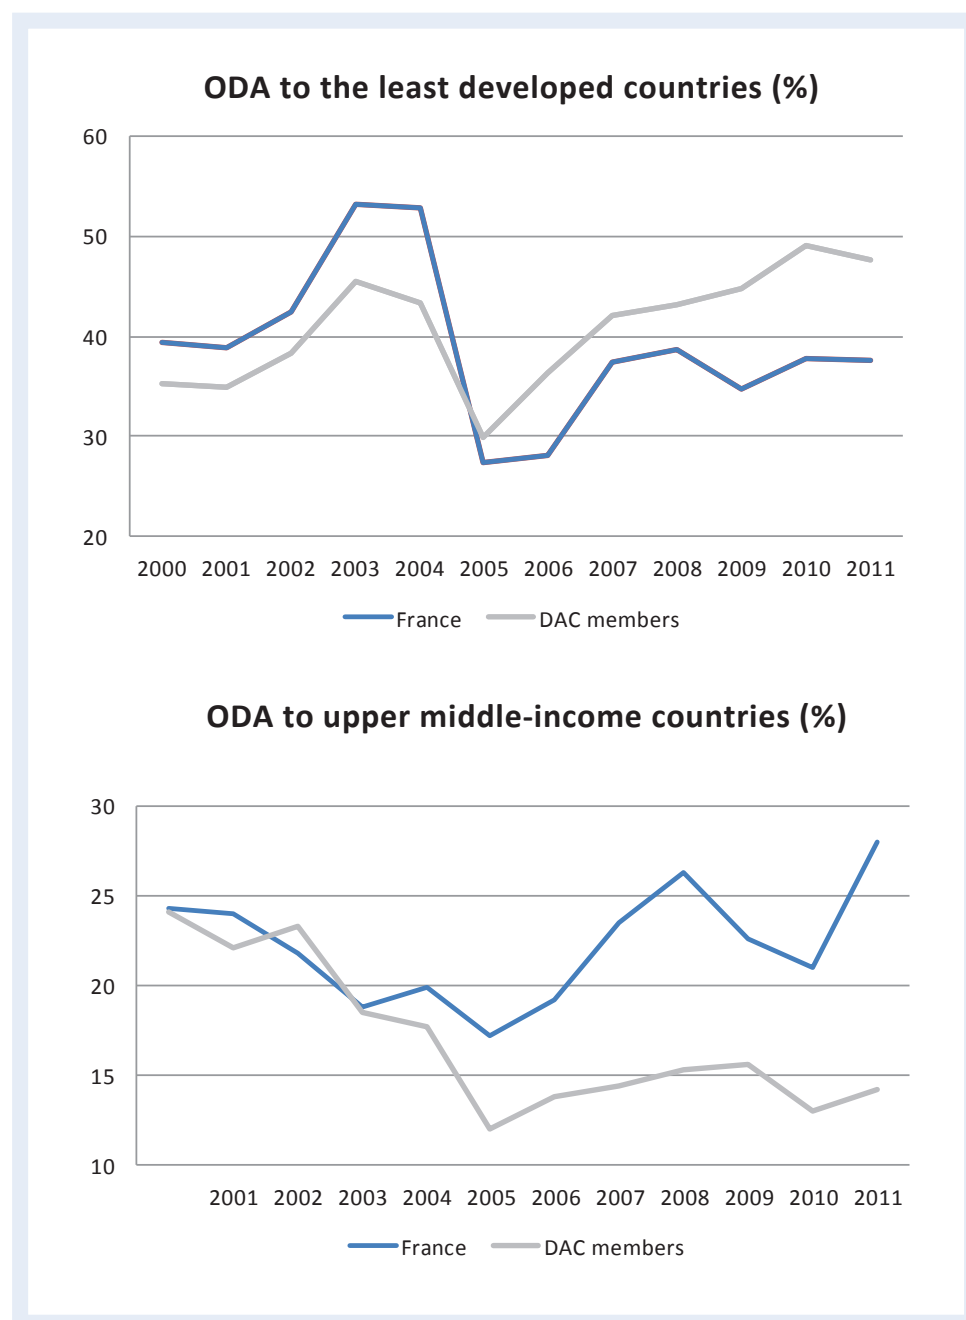 ODA to the least developed countries (%)
60
50
40
30
20
2000 2001 2002 2003 2004 2005 2006 2007 2008 2009 2010 2011
France DAC members
ODA to upper middle-income countries (%)
30
25
20
15
10
2001 2002 2003 2004 2005 2006 2007 2008 2009 2010 2011
France DAC members